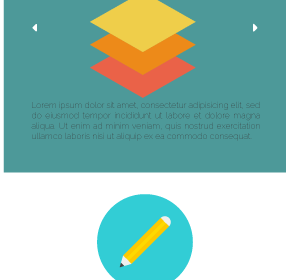 Lorem ipsum dolor sit amet, consectetur adipisicing elit, sed
do eiusmod tempor incididunt ut labore et dolore magna
aliqua. Ut enim ad minim veniam, quis nostrud exercitation
ullamco laboris nisi ut aliquip ex ea commodo consequat.